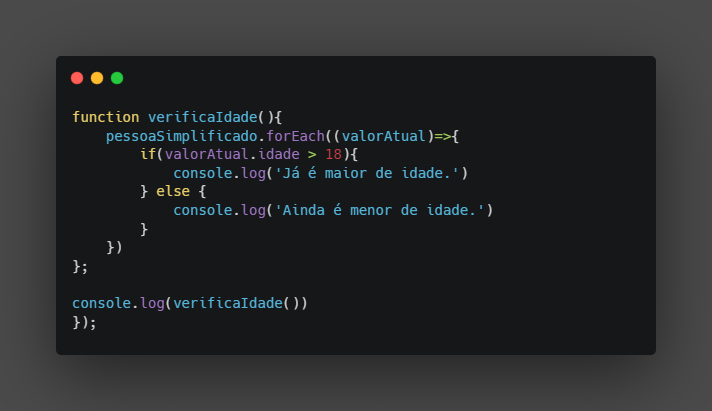 function verificaIdade(){
    pessoaSimplificado.forEach((valorAtual)=>{
        if(valorAtual.idade > 18){
            console.log('Já é maior de idade.')
        } else {
            console.log('Ainda é menor de idade.')
        }
    })
};

console.log(verificaIdade())
});